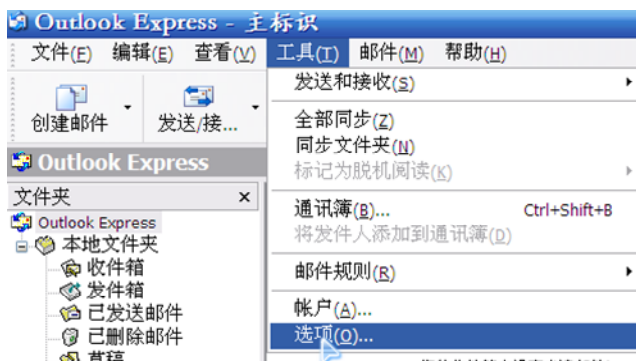 Outlook Express - 主标识
文件(F) 编辑(E) 查看(V) 工具(T) 邮件(M) 帮助(H)
创建邮件 发送/接...
Outlook Express
文件夹 x
Outlook Express
本地文件夹
收件箱
发件箱
已发送邮件
已删除邮件
草稿
发送和接收(S)
全部同步(Z)
同步文件夹(N)
标记为脱机阅读(K)
通讯簿(B)... Ctrl+Shift+B
将发件人添加到通讯簿(D)
邮件规则(R)
帐户(A)...
选项(O)...